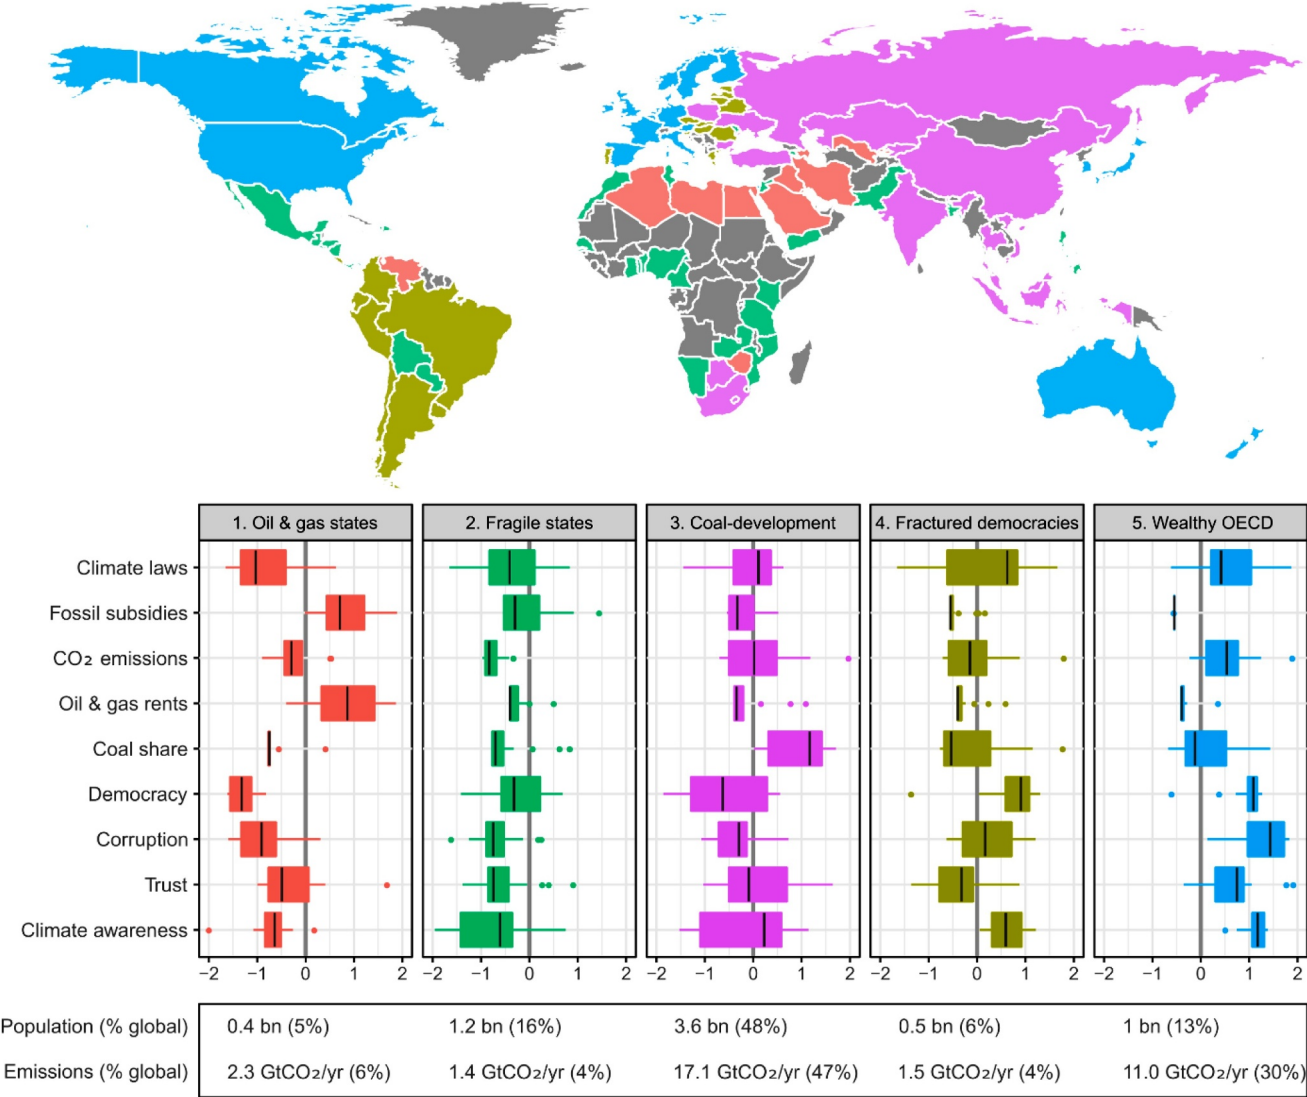 1. Oil & gas states 2. Fragile states 3. Coal-development 4. Fractured democracies 5. Wealthy OECD
Climate laws
Fossil subsidies
CO₂ emissions
Oil & gas rents
Coal share
Democracy
Corruption
Trust
Climate awareness
−2 −1 0 1 2 −2 −1 0 1 2 −2 −1 0 1 2 −2 −1 0 1 2 −2 −1 0 1 2
Population (% global) 0.4 bn (5%) 1.2 bn (16%) 3.6 bn (48%) 0.5 bn (6%) 1 bn (13%)
Emissions (% global) 2.3 GtCO₂/yr (6%) 1.4 GtCO₂/yr (4%) 17.1 GtCO₂/yr (47%) 1.5 GtCO₂/yr (4%) 11.0 GtCO₂/yr (30%)